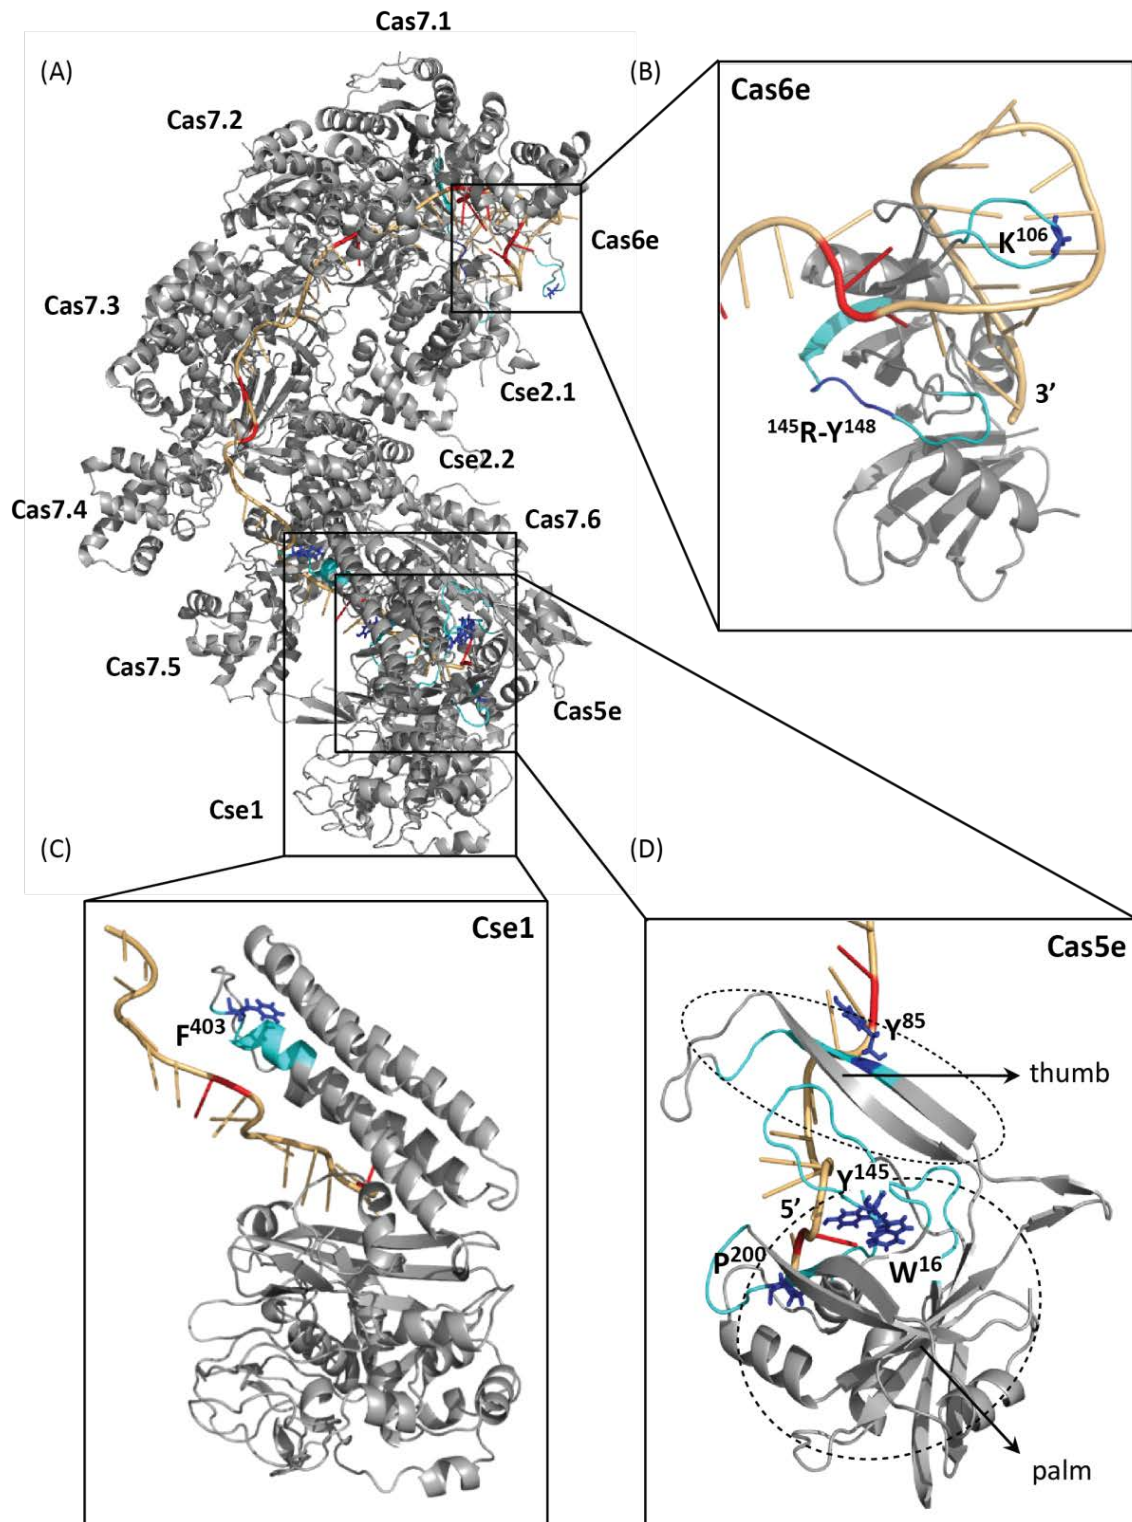 Cas7.1
(A)
(B)
Cas6e
Cas7.2
Cas6e
K¹⁰⁶
Cas7.3
Cse2.1
3’
¹⁴⁵R-Y¹⁴⁸
Cse2.2
Cas7.4
Cas7.6
Cas7.5
Cas5e
Cse1
(C)
(D)
Cse1
F⁴⁰³
Cas5e
Y⁸⁵
thumb
Y¹⁴⁵
5’
P²⁰⁰
W¹⁶
palm